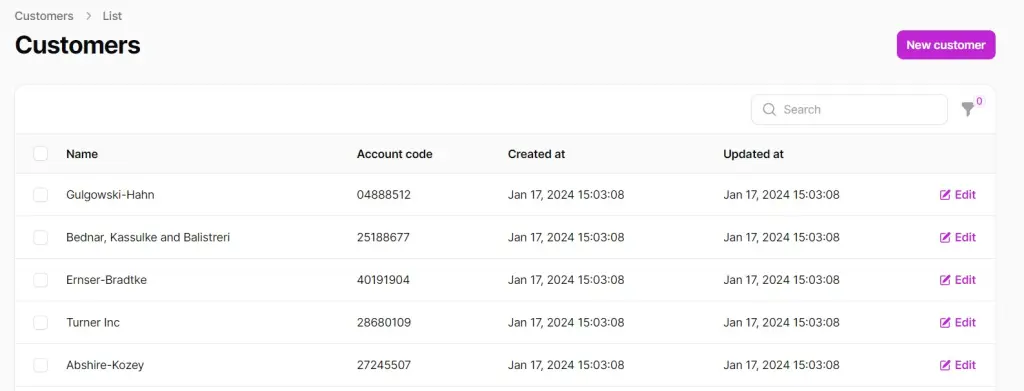 Customers > List
Customers
New customer
Search
0
Name Account code Created at Updated at
Gulgowski-Hahn 04888512 Jan 17, 2024 15:03:08 Jan 17, 2024 15:03:08 Edit
Bednar, Kassulke and Balistreri 25188677 Jan 17, 2024 15:03:08 Jan 17, 2024 15:03:08 Edit
Ernser-Bradtke 40191904 Jan 17, 2024 15:03:08 Jan 17, 2024 15:03:08 Edit
Turner Inc 28680109 Jan 17, 2024 15:03:08 Jan 17, 2024 15:03:08 Edit
Abshire-Kozey 27245507 Jan 17, 2024 15:03:08 Jan 17, 2024 15:03:08 Edit